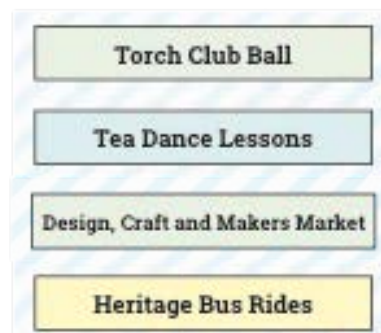 Torch Club Ball
Tea Dance Lessons
Design, Craft and Makers Market
Heritage Bus Rides